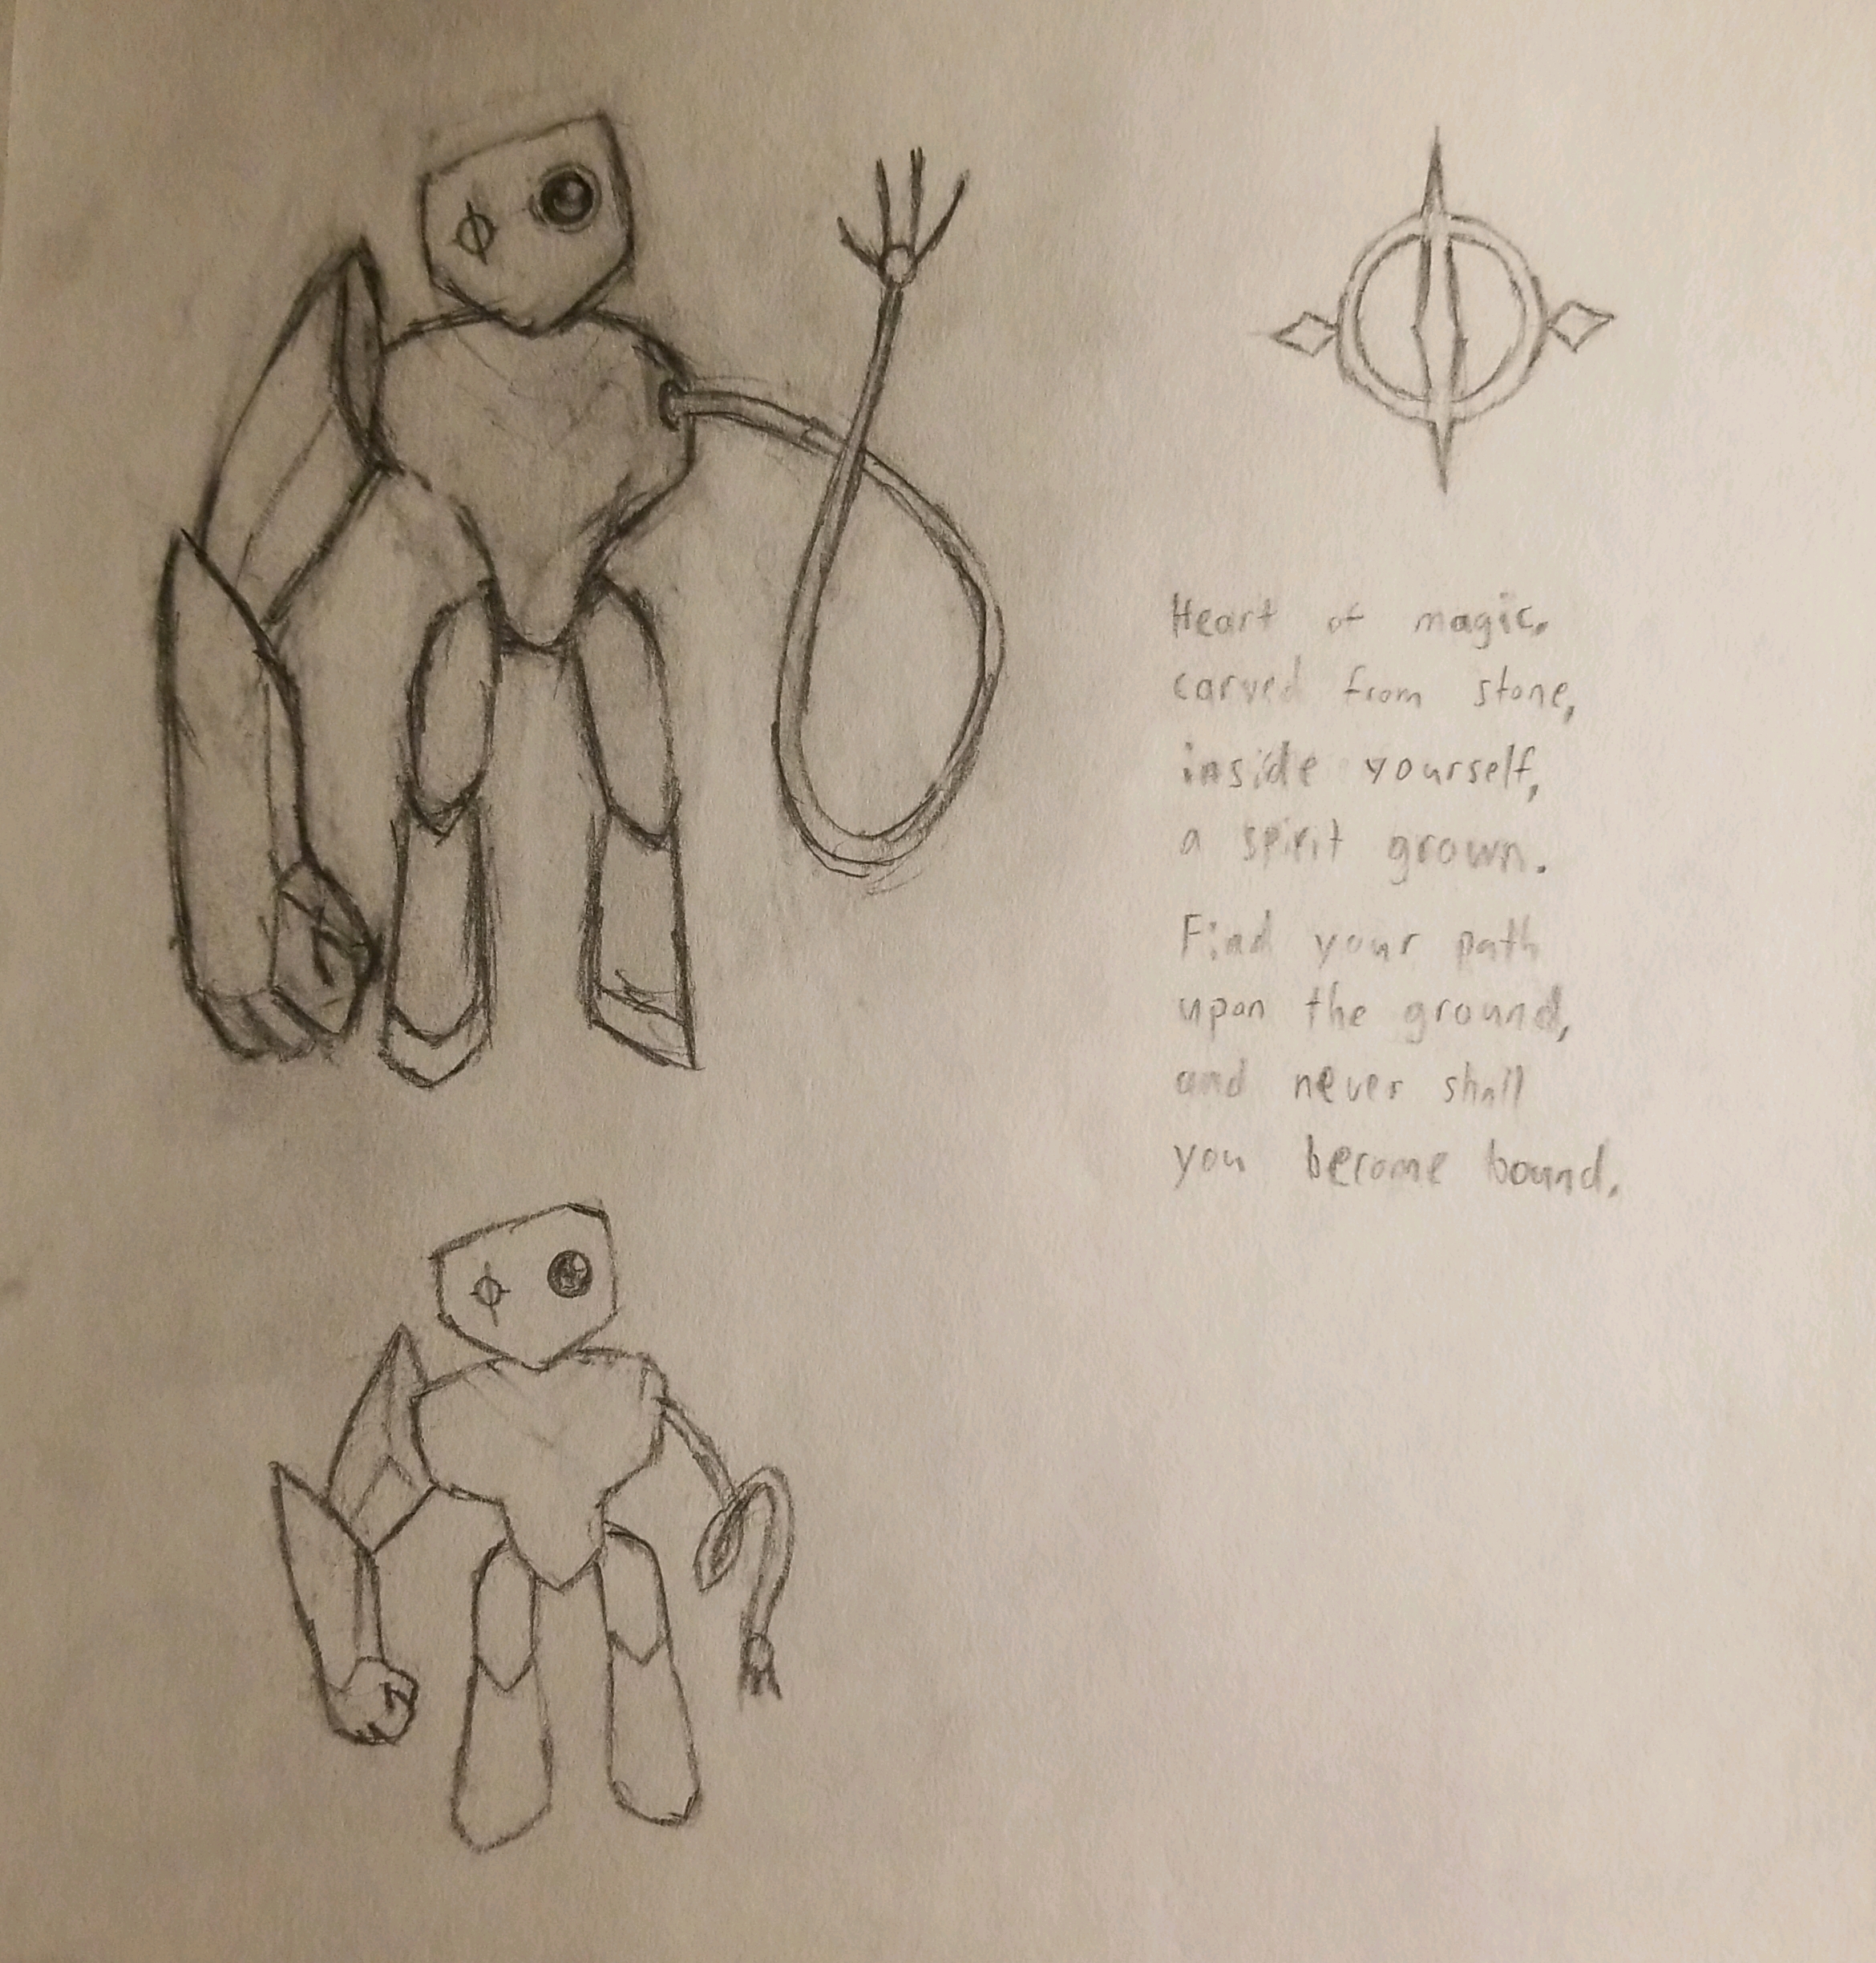 Heart of magic,
carved from stone,
inside yourself,
a spirit grown.
Find your path
upon the ground,
and never shall
you become bound.